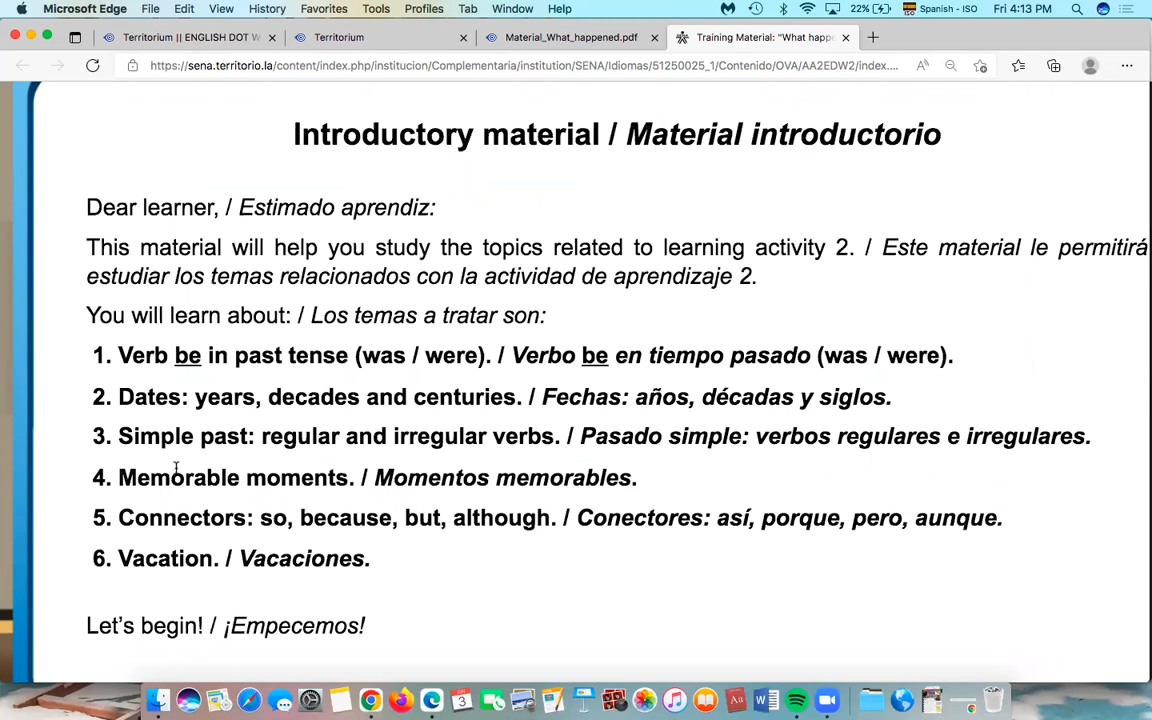 Microsoft Edge File Edit View History Favorites Tools Profiles Tab Window Help 22% Spanish - ISO Fri 4:13 PM
Territorium || ENGLISH DOT W Territorium Material_What_happened.pdf Training Material: "What happe
https://sena.territorio.la/content/index.php/institucion/Complementaria/institution/SENA/Idiomas/51250025_1/Contenido/OVA/AA2EDW2/index....
Introductory material / Material introductorio
Dear learner, / Estimado aprendiz:
This material will help you study the topics related to learning activity 2. / Este material le permitirá
estudiar los temas relacionados con la actividad de aprendizaje 2.
You will learn about: / Los temas a tratar son:
1. Verb be in past tense (was / were). / Verbo be en tiempo pasado (was / were).
2. Dates: years, decades and centuries. / Fechas: años, décadas y siglos.
3. Simple past: regular and irregular verbs. / Pasado simple: verbos regulares e irregulares.
4. Memorable moments. / Momentos memorables.
5. Connectors: so, because, but, although. / Conectores: así, porque, pero, aunque.
6. Vacation. / Vacaciones.
Let's begin! / ¡Empecemos!
3